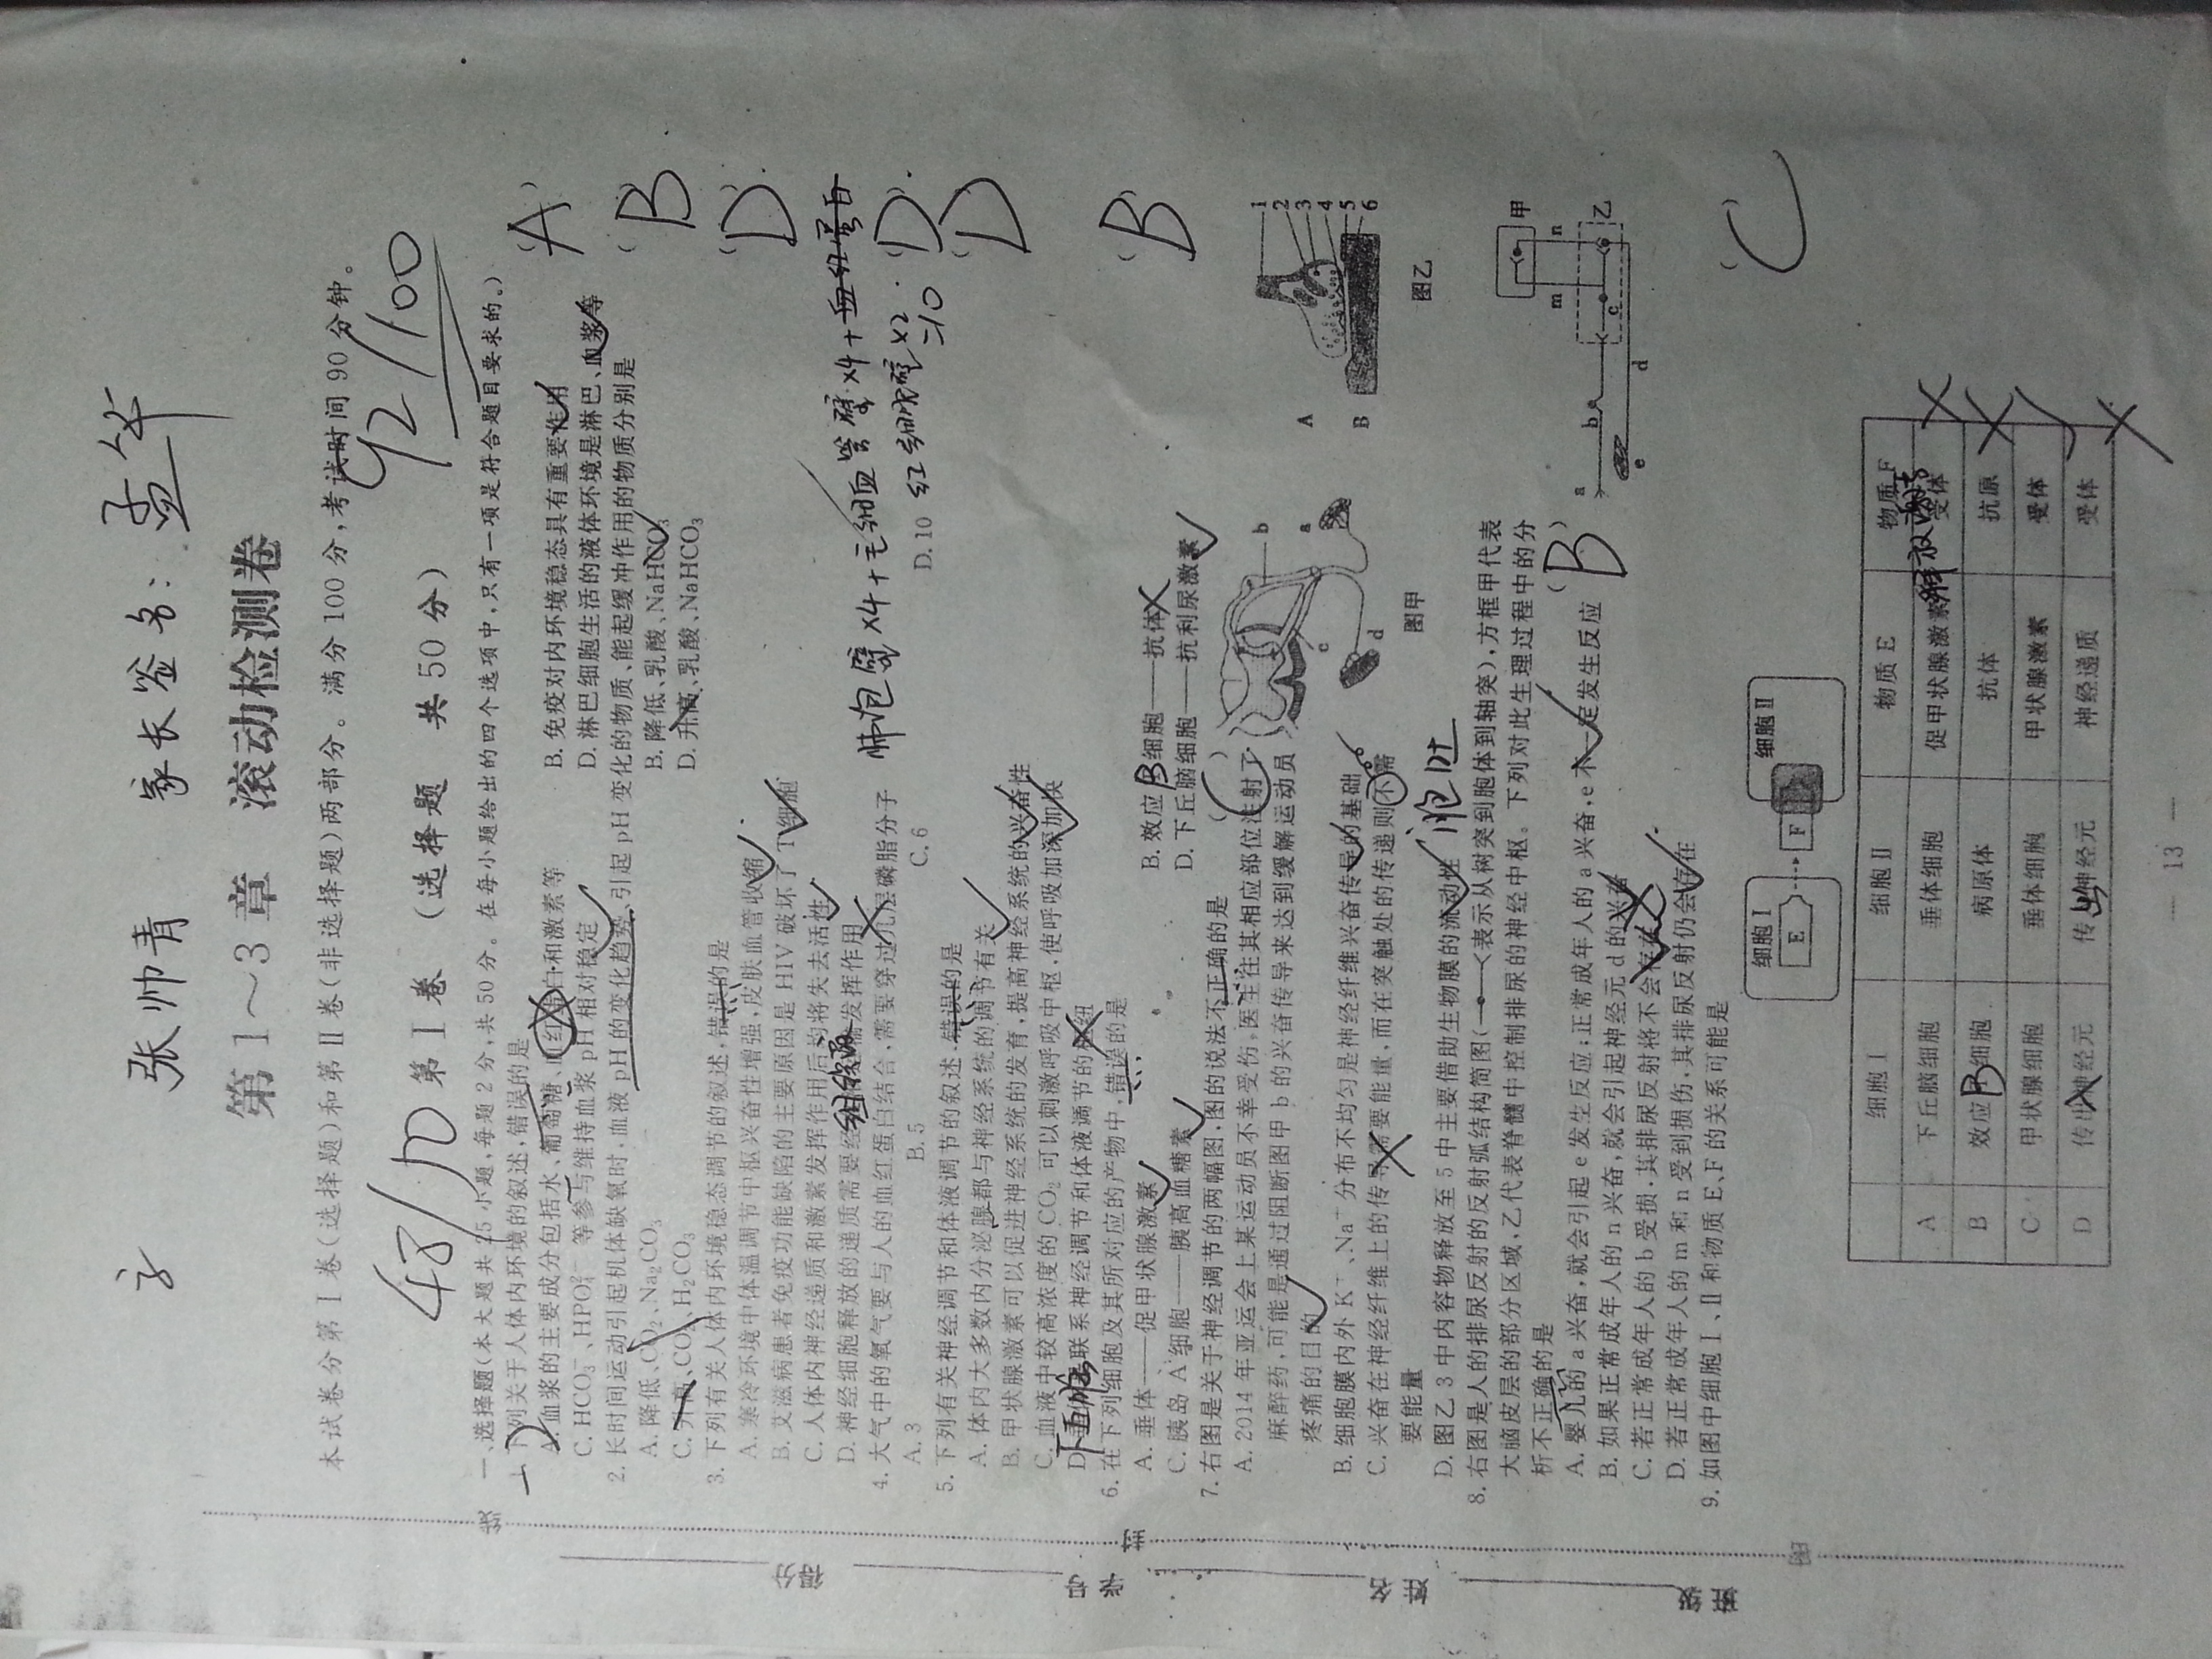 张帅青 家长签名：孟华
第1～3章 滚动检测卷
本试卷分第Ⅰ卷(选择题)和第Ⅱ卷(非选择题)两部分。满分100分,考试时间90分钟。
48/50 92/100
第Ⅰ卷 (选择题 共50分)
一、选择题(本大题共25小题,每题2分,共50分。在每小题给出的四个选项中,只有一项是符合题目要求的。)
1.下列关于人体内环境的叙述,错误的是 (A)
A.血浆的主要成分包括水、葡萄糖、血红蛋白和激素等 B.免疫对内环境稳态具有重要作用
C.HCO₃⁻、HPO₄²⁻等参与维持血浆pH相对稳定 D.淋巴细胞生活的液体环境是淋巴、血浆等
2.长时间运动引起机体缺氧时,血液pH的变化趋势、引起pH变化的物质、能起缓冲作用的物质分别是 (B)
A.降低、CO₂、Na₂CO₃ B.降低、乳酸、NaHCO₃
C.升高、CO₂、H₂CO₃ D.升高、乳酸、NaHCO₃
3.下列有关人体内环境稳态调节的叙述,错误的是 (D)
A.寒冷环境中体温调节中枢兴奋性增强,皮肤血管收缩
B.艾滋病患者免疫功能缺陷的主要原因是HIV破坏了T细胞
C.人体内神经递质和激素发挥作用后均将失去活性
D.神经细胞释放的递质需要经组织液发挥作用
4.大气中的氧气要与人的血红蛋白结合,需要穿过几层磷脂分子 (D)
肺泡壁×4+毛细血管壁×4+血红蛋白
红细胞壁×2
=10
A.3 B.5 C.6 D.10
5.下列有关神经调节和体液调节的叙述,错误的是 (D)
A.体内大多数内分泌腺都与神经系统的调节有关
B.甲状腺激素可以促进神经系统的发育,提高神经系统的兴奋性
C.血液中较高浓度的CO₂可以刺激呼吸中枢,使呼吸加深加快
D.下丘脑联系神经调节和体液调节的枢纽
6.在下列细胞及其所对应的产物中,错误的是 (B)
A.垂体——促甲状腺激素 B.效应B细胞——抗体
C.胰岛A细胞——胰高血糖素 D.下丘脑细胞——抗利尿激素
7.右图是关于神经调节的两幅图,图的说法不正确的是 (C)
A.2014年亚运会上某运动员不幸受伤。医生往其相应部位注射了
麻醉药,可能是通过阻断图甲b的兴奋传导来达到缓解运动员
疼痛的目的
B.细胞膜内外K⁺、Na⁺分布不均匀是神经纤维兴奋传导的基础
C.兴奋在神经纤维上的传导需要能量,而在突触处的传递则不需
要能量
D.图乙3中内容物释放至5中主要借助生物膜的流动性 胞吐
b
a
c
d
图甲
A
B
1
2
3
4
5
6
图乙
8.右图是人的排尿反射的反射弧结构简图(表示从树突到胞体到轴突),方框甲代表
大脑皮层的部分区域,乙代表脊髓中控制排尿的神经中枢。下列对此生理过程中的分
析不正确的是 (B)
A.婴儿的a兴奋,就会引起e发生反应;正常成年人的a兴奋,e不一定发生反应
B.如果正常成年人的n兴奋,就会引起神经元d的兴奋
C.若正常成年人的b受损,其排尿反射将不会存在
D.若正常成年人的m和n受到损伤,其排尿反射仍会存在
甲
m n
a b c 乙
e d
9.如图中细胞Ⅰ、Ⅱ和物质E、F的关系可能是 (C)
细胞Ⅰ 细胞Ⅱ
E F
细胞Ⅰ 细胞Ⅱ 物质E 物质F
A 下丘脑细胞 垂体细胞 促甲状腺激素释放激素 受体
B 效应B细胞 病原体 抗体 抗原
C 甲状腺细胞 垂体细胞 甲状腺激素 受体
D 传出神经元 传出神经元 神经递质 受体
— 13 —
班级 姓名 学号 得分
密 封 线